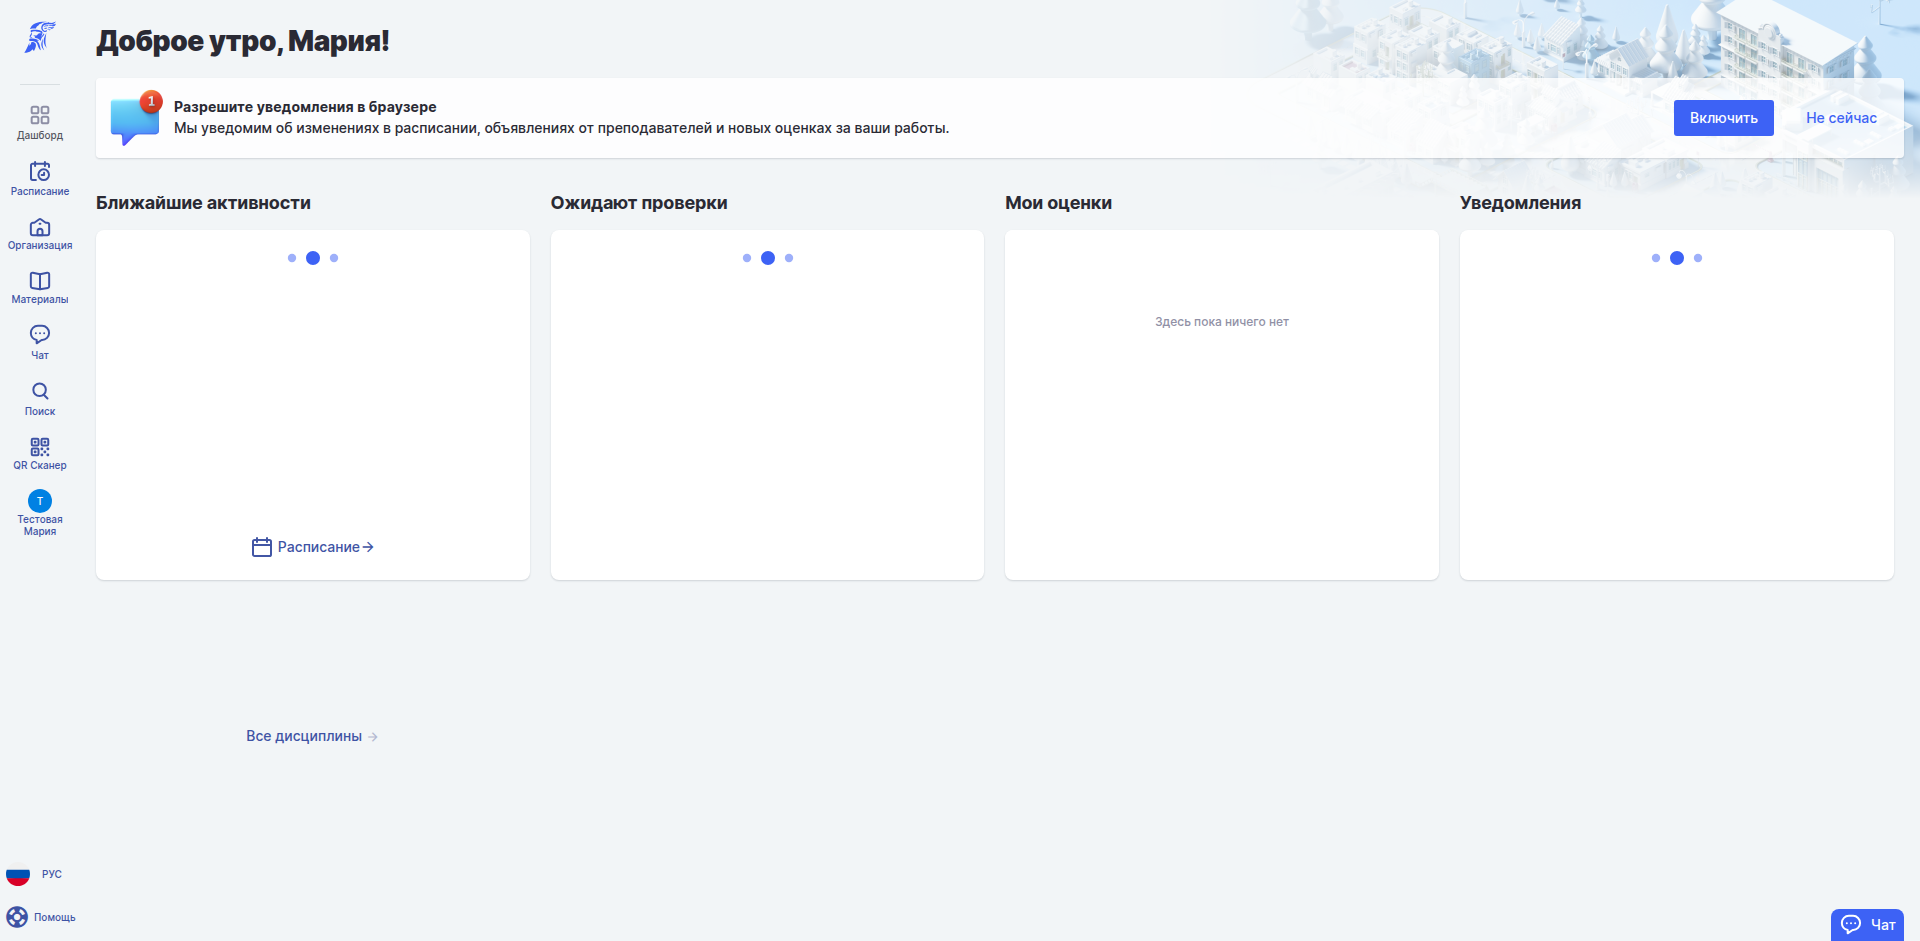 Доброе утро, Мария!
1
Разрешите уведомления в браузере
Мы уведомим об изменениях в расписании, объявлениях от преподавателей и новых оценках за ваши работы.
Включить
Не сейчас
Дашборд
Расписание
Организация
Материалы
Чат
Поиск
QR Сканер
Т
Тестовая
Мария
Ближайшие активности
Ожидают проверки
Мои оценки
Уведомления
Здесь пока ничего нет
Расписание
Все дисциплины
РУС
Помощь
Чат